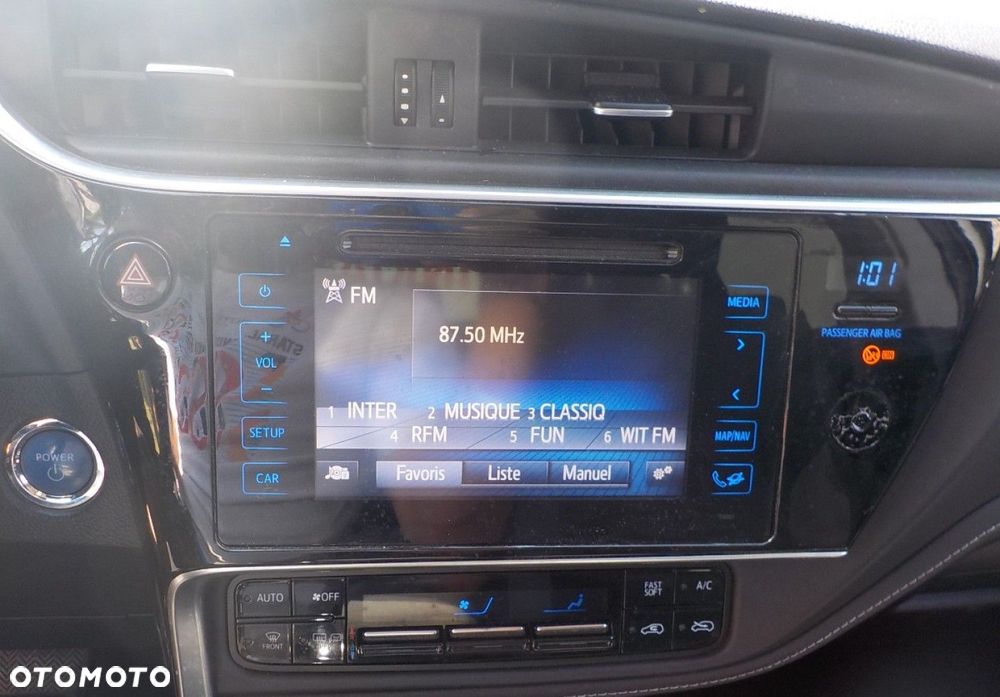 1:01
FM
MEDIA
87.50 MHz
PASSENGER AIR BAG
+
VOL
-
1 INTER 2 MUSIQUE 3 CLASSIQ
SETUP
4 RFM 5 FUN 6 WIT FM
MAP/NAV
POWER
CAR
Favoris Liste Manuel
AUTO
OFF
FAST
SOFT
A/C
FRONT
OTOMOTO